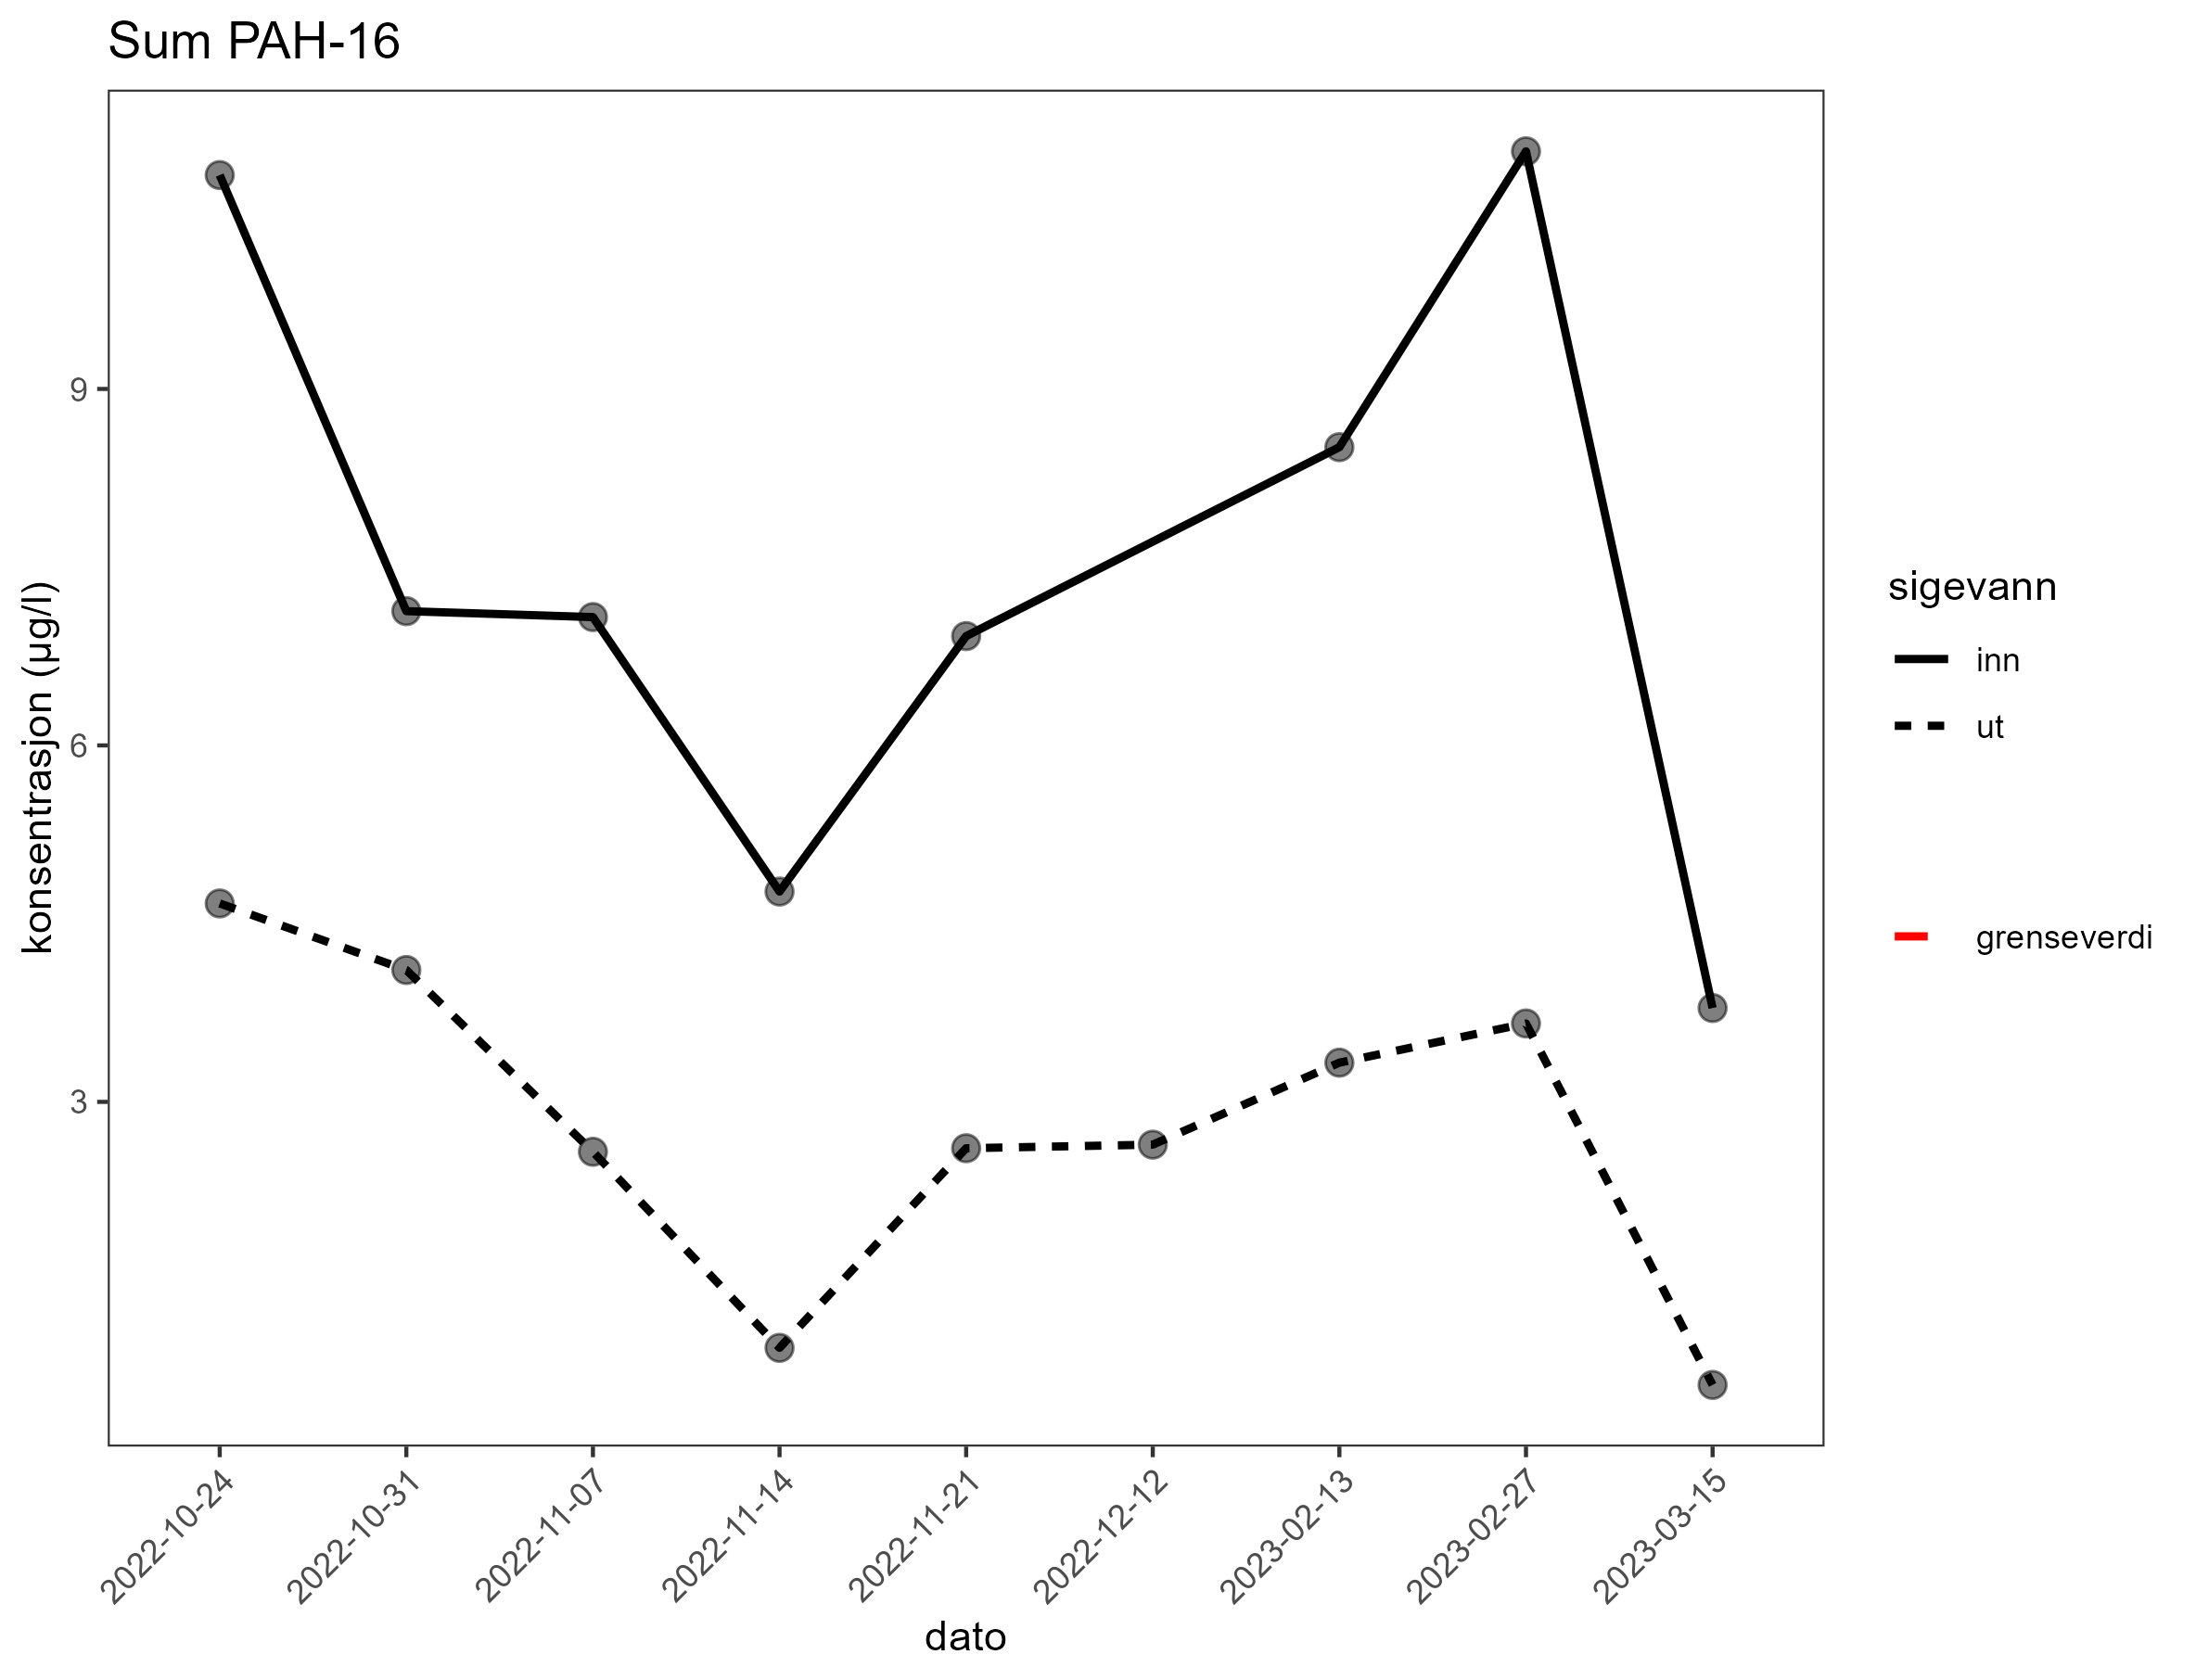 Sum PAH-16
konsentrasjon (µg/l)
9
6
3
2022-10-24
2022-10-31
2022-11-07
2022-11-14
2022-11-21
2022-12-12
2023-02-13
2023-02-27
2023-03-15
dato
sigevann
inn
ut
grenseverdi